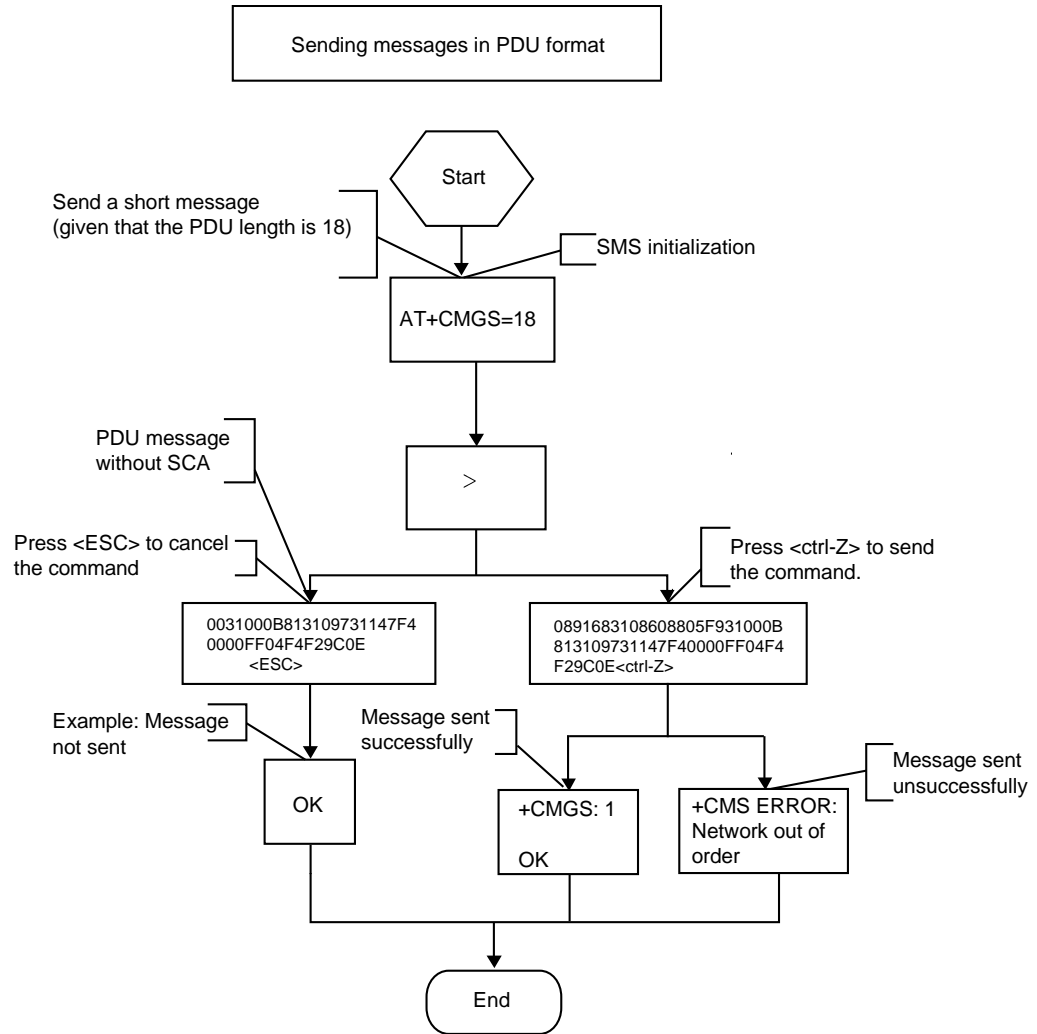 Sending messages in PDU format
Start
Send a short message
(given that the PDU length is 18)
SMS initialization
AT+CMGS=18
PDU message
without SCA
>
Press <ESC> to cancel
the command
Press <ctrl-Z> to send
the command.
0031000B813109731147F4
0000FF04F4F29C0E
<ESC>
0891683108608805F931000B
813109731147F40000FF04F4
F29C0E<ctrl-Z>
Example: Message
not sent
Message sent
successfully
Message sent
unsuccessfully
OK
+CMGS: 1
OK
+CMS ERROR:
Network out of
order
End